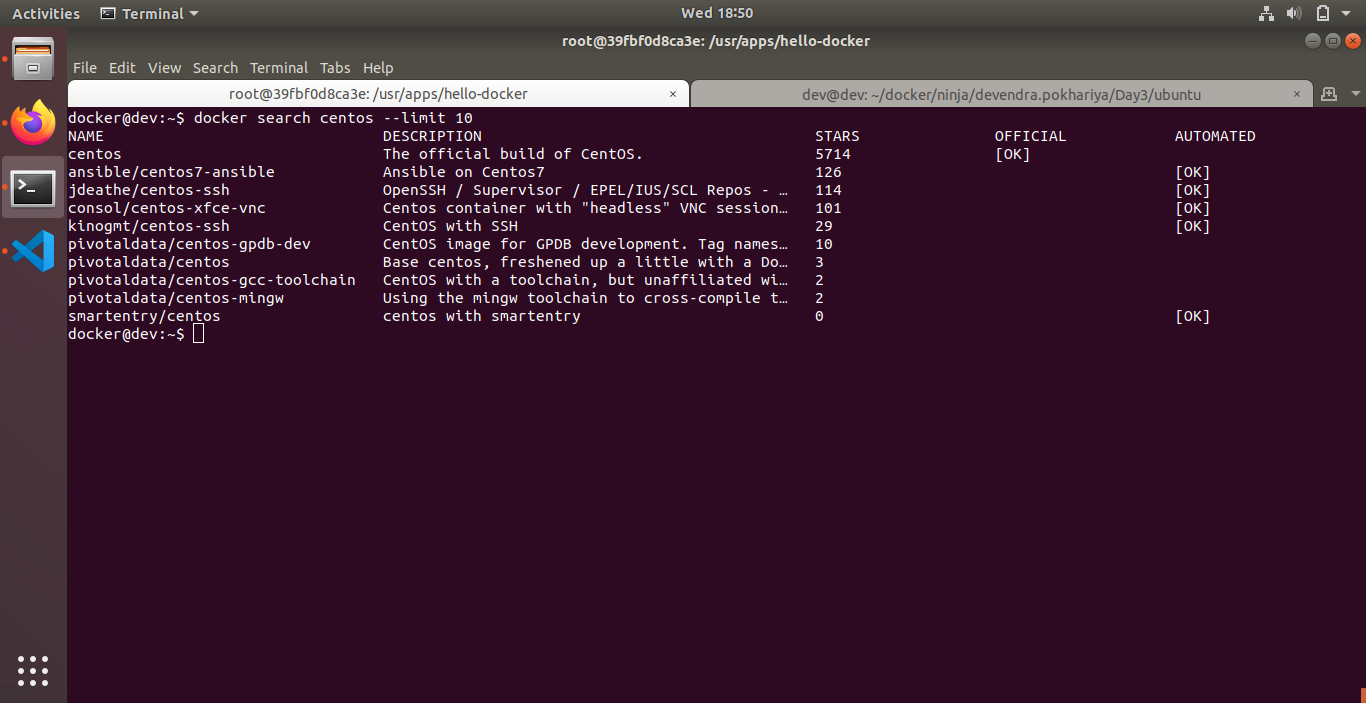 Activities Terminal Wed 18:50
root@39fbf0d8ca3e: /usr/apps/hello-docker
File Edit View Search Terminal Tabs Help
root@39fbf0d8ca3e: /usr/apps/hello-docker × dev@dev: ~/docker/ninja/devendra.pokhariya/Day3/ubuntu ×
docker@dev:~$ docker search centos --limit 10
NAME DESCRIPTION STARS OFFICIAL AUTOMATED
centos The official build of CentOS. 5714 [OK]
ansible/centos7-ansible Ansible on Centos7 126 [OK]
jdeathe/centos-ssh OpenSSH / Supervisor / EPEL/IUS/SCL Repos - … 114 [OK]
consol/centos-xfce-vnc Centos container with "headless" VNC session… 101 [OK]
kinogmt/centos-ssh CentOS with SSH 29 [OK]
pivotaldata/centos-gpdb-dev CentOS image for GPDB development. Tag names… 10
pivotaldata/centos Base centos, freshened up a little with a Do… 3
pivotaldata/centos-gcc-toolchain CentOS with a toolchain, but unaffiliated wi… 2
pivotaldata/centos-mingw Using the mingw toolchain to cross-compile t… 2
smartentry/centos centos with smartentry 0 [OK]
docker@dev:~$